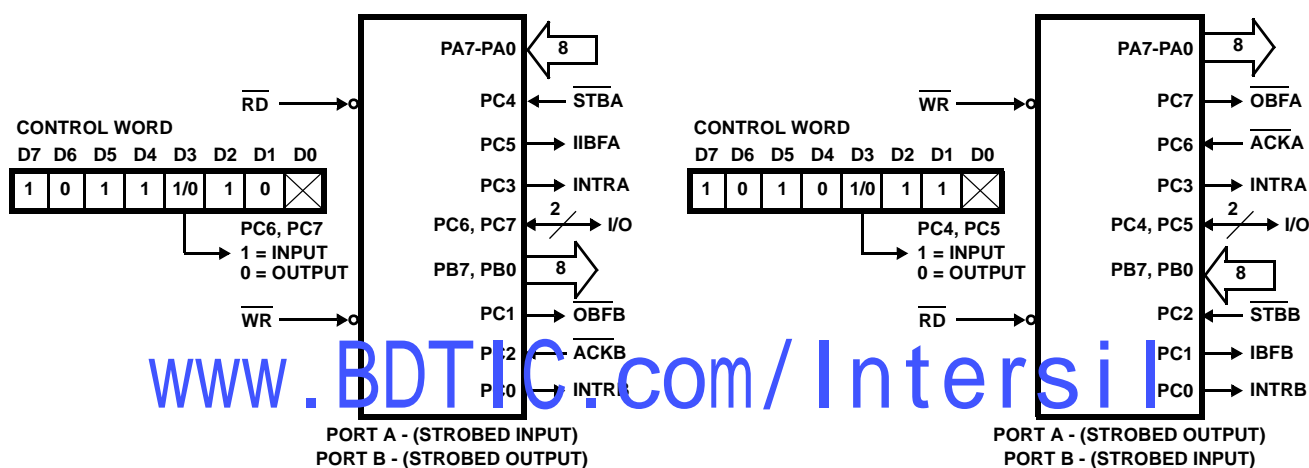 PA7-PA0
8
RD
PC4
STBA
CONTROL WORD
PC5
IIBFA
D7 D6 D5 D4 D3 D2 D1 D0
1 0 1 1 1/0 1 0
PC3
INTRA
PC6, PC7
1 = INPUT
0 = OUTPUT
PC6, PC7
2
I/O
PB7, PB0
8
WR
PC1
OBFB
PC2
ACKB
PC0
INTRB
PORT A - (STROBED INPUT)
PORT B - (STROBED OUTPUT)
PA7-PA0
8
WR
PC7
OBFA
CONTROL WORD
PC6
ACKA
D7 D6 D5 D4 D3 D2 D1 D0
1 0 1 0 1/0 1 1
PC3
INTRA
PC4, PC5
1 = INPUT
0 = OUTPUT
PC4, PC5
2
I/O
PB7, PB0
8
RD
PC2
STBB
PC1
IBFB
PC0
INTRB
PORT A - (STROBED OUTPUT)
PORT B - (STROBED INPUT)
www.BDTIC.com/Intersil